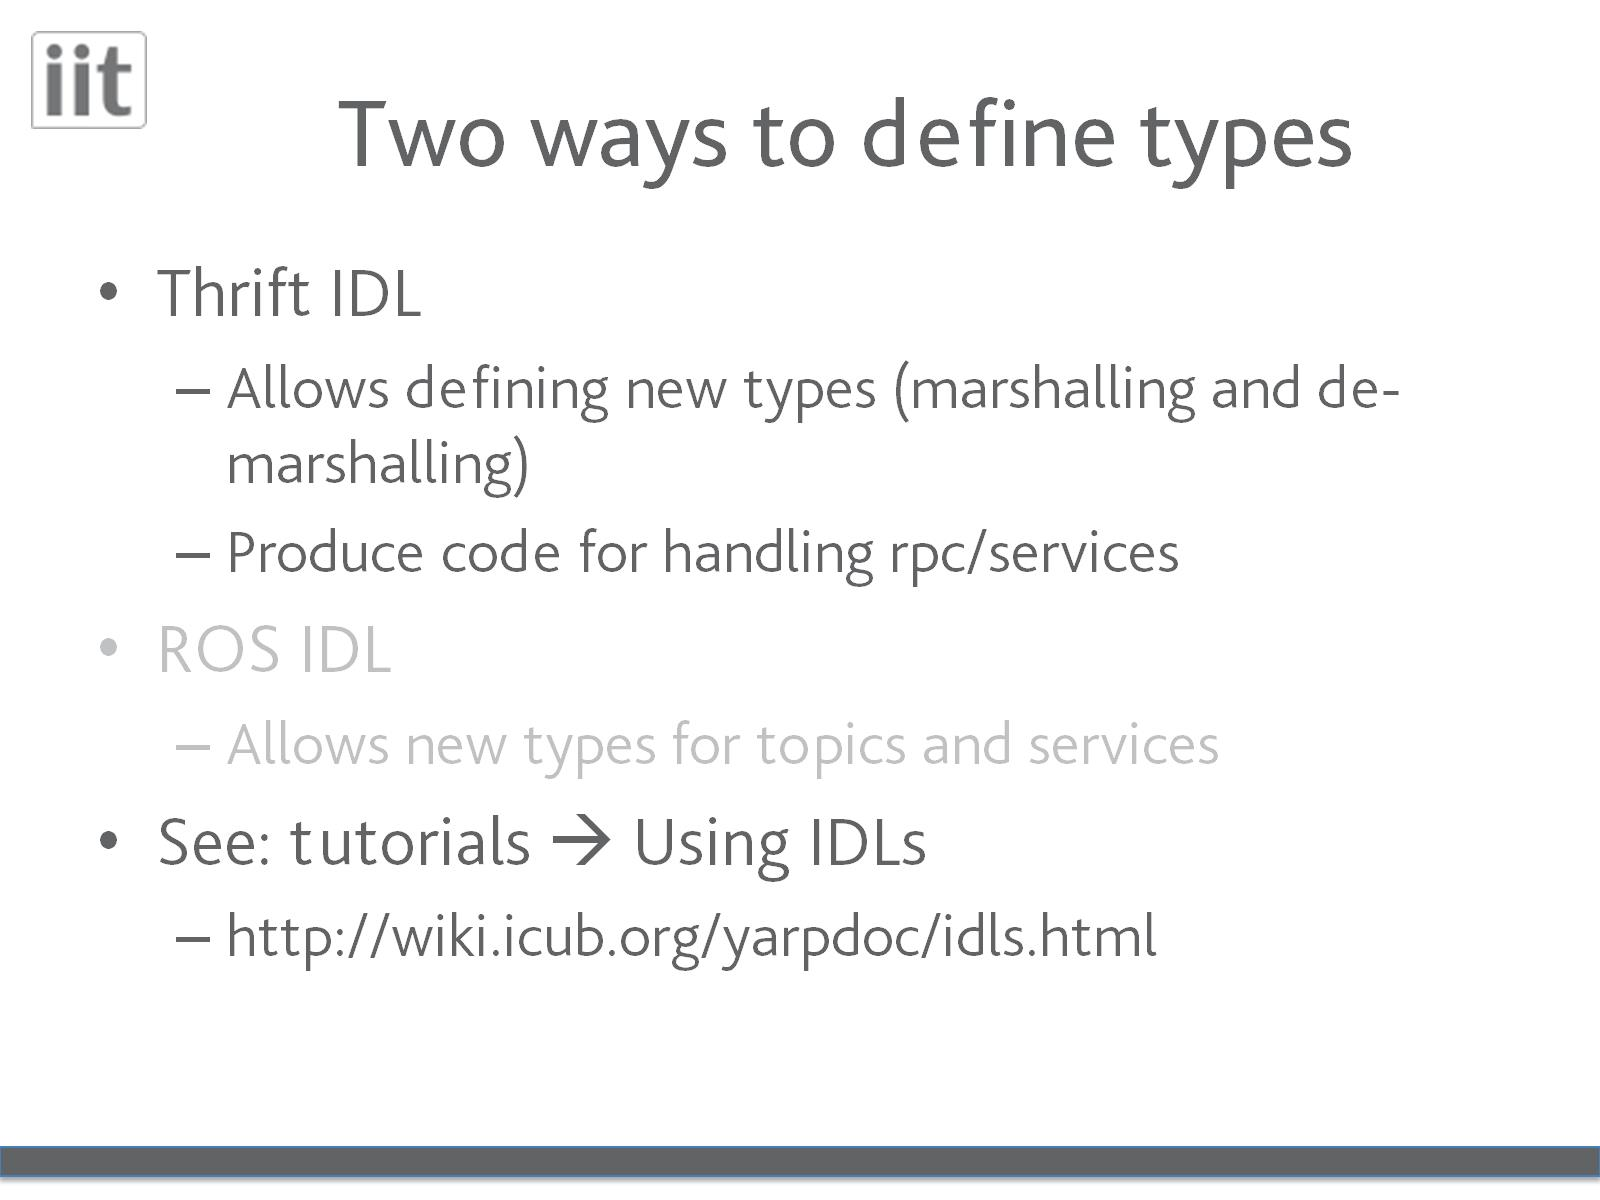 iit
Two ways to define types
• Thrift IDL
– Allows defining new types (marshalling and de-
marshalling)
– Produce code for handling rpc/services
• ROS IDL
– Allows new types for topics and services
• See: tutorials → Using IDLs
– http://wiki.icub.org/yarpdoc/idls.html